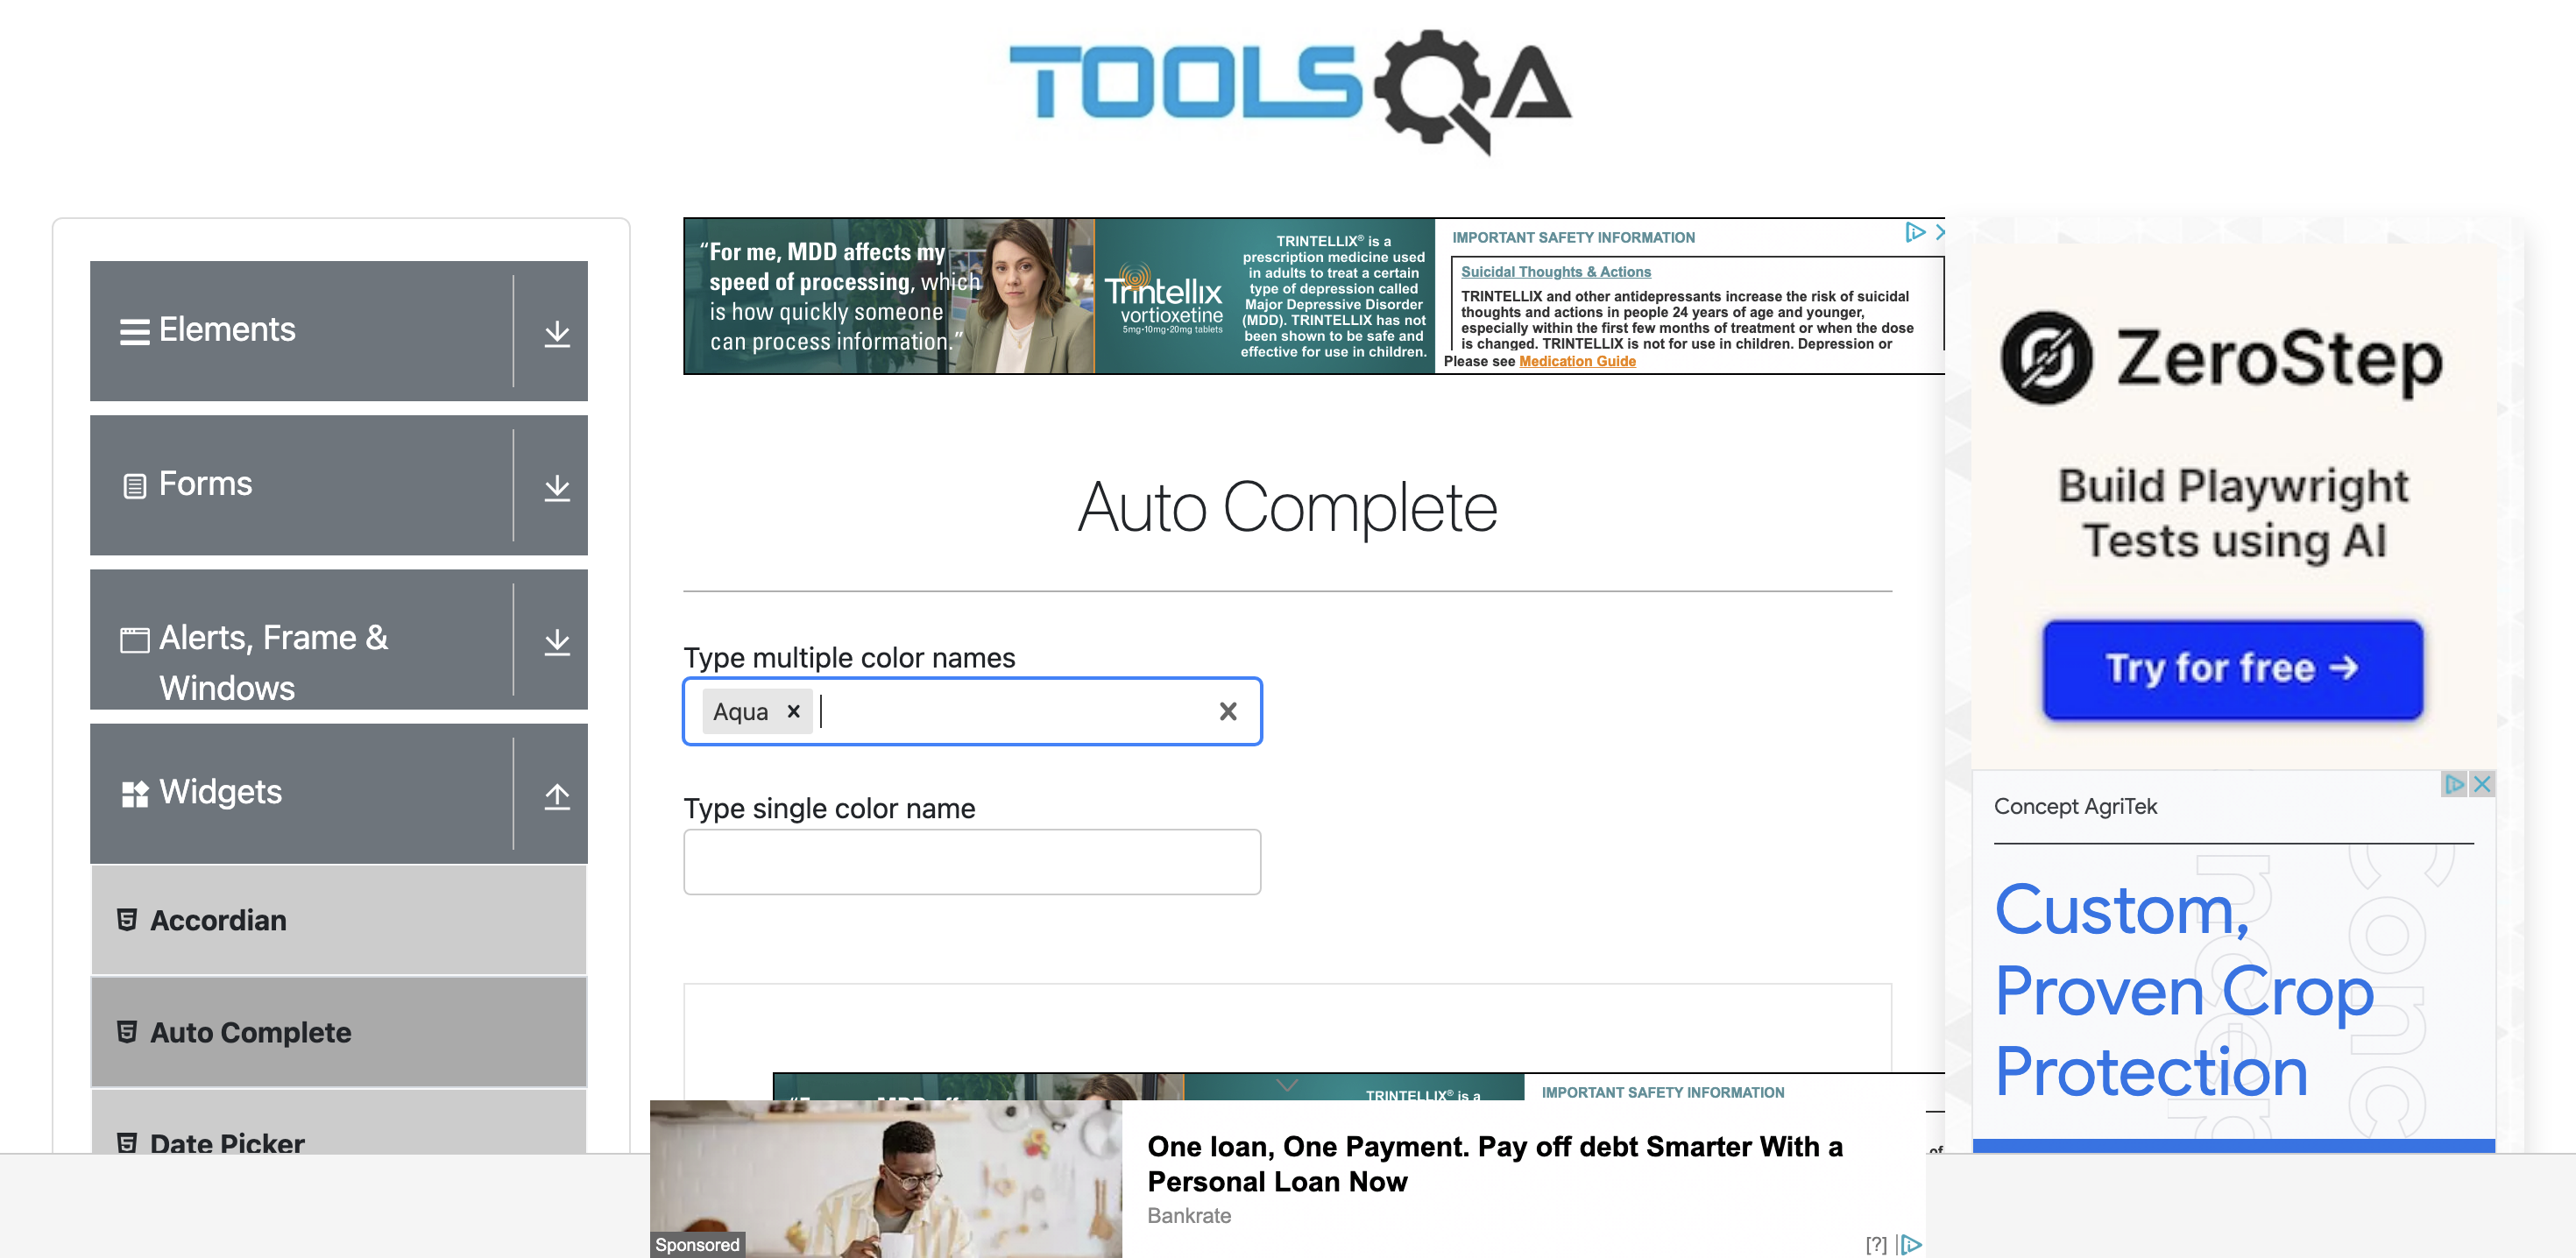 TOOLSQA
Elements
Forms
Alerts, Frame &
Windows
Widgets
Accordian
Auto Complete
Date Picker
“For me, MDD affects my
speed of processing, which
is how quickly someone
can process information.”
Trintellix
vortioxetine
5mg•10mg•20mg tablets
TRINTELLIX® is a
prescription medicine used
in adults to treat a certain
type of depression called
Major Depressive Disorder
(MDD). TRINTELLIX has not
been shown to be safe and
effective for use in children.
IMPORTANT SAFETY INFORMATION
Suicidal Thoughts & Actions
TRINTELLIX and other antidepressants increase the risk of suicidal
thoughts and actions in people 24 years of age and younger,
especially within the first few months of treatment or when the dose
is changed. TRINTELLIX is not for use in children. Depression or
Please see Medication Guide
Auto Complete
Type multiple color names
Aqua
Type single color name
TRINTELLIX® is a
IMPORTANT SAFETY INFORMATION
of
One loan, One Payment. Pay off debt Smarter With a
Personal Loan Now
Bankrate
Sponsored
[?]
ZeroStep
Build Playwright
Tests using AI
Try for free →
Concept AgriTek
Custom,
Proven Crop
Protection